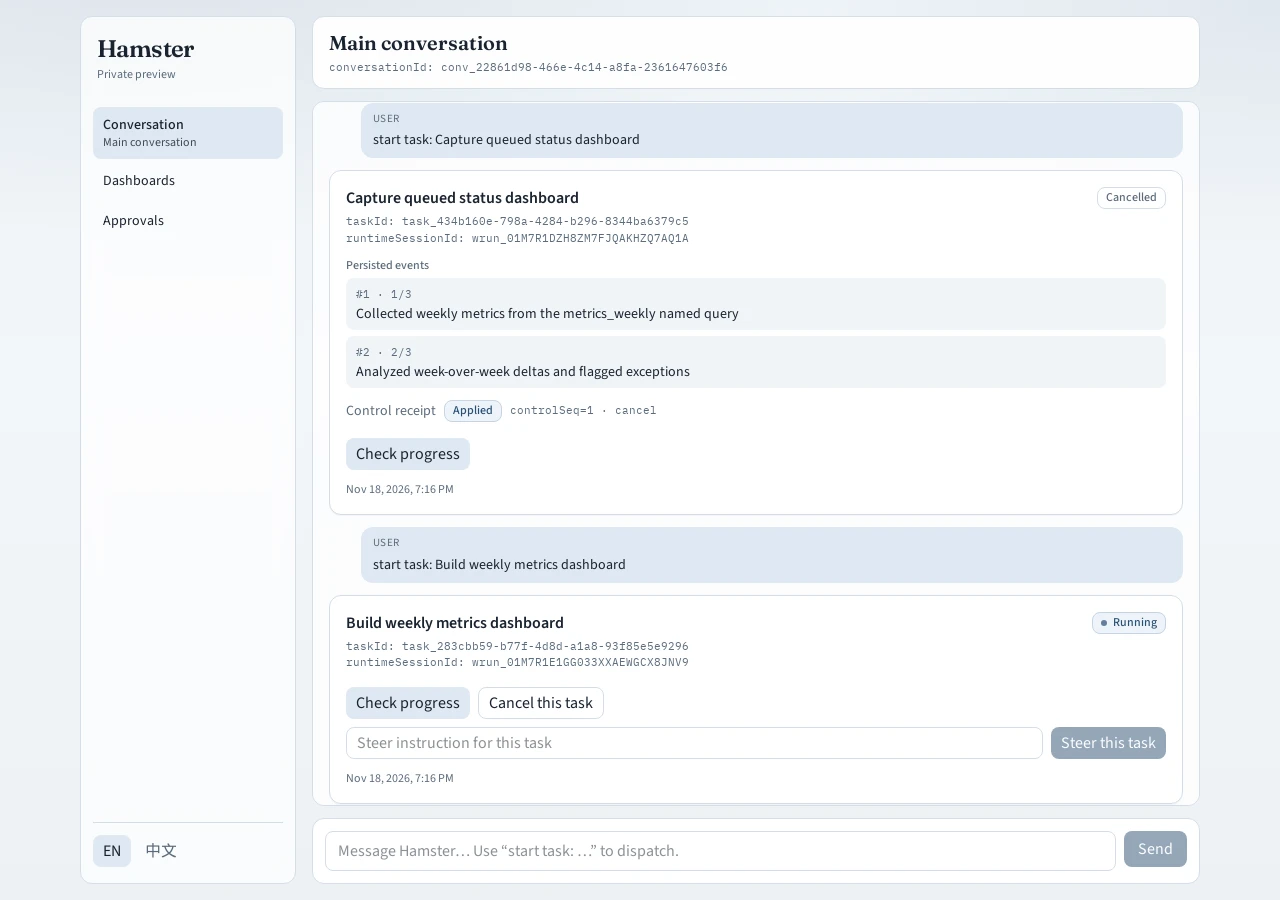 Hamster
Private preview
Conversation
Main conversation
Dashboards
Approvals
EN
中文
Main conversation
conversationId: conv_22861d98-466e-4c14-a8fa-2361647603f6
USER
start task: Capture queued status dashboard
Capture queued status dashboard
Cancelled
taskId: task_434b160e-798a-4284-b296-8344ba6379c5
runtimeSessionId: wrun_01M7R1DZH8ZM7FJQAKHZQ7AQ1A
Persisted events
#1 · 1/3
Collected weekly metrics from the metrics_weekly named query
#2 · 2/3
Analyzed week-over-week deltas and flagged exceptions
Control receipt Applied controlSeq=1 · cancel
Check progress
Nov 18, 2026, 7:16 PM
USER
start task: Build weekly metrics dashboard
Build weekly metrics dashboard
Running
taskId: task_283cbb59-b77f-4d8d-a1a8-93f85e5e9296
runtimeSessionId: wrun_01M7R1E1GG033XXAEWGCX8JNV9
Check progress
Cancel this task
Steer instruction for this task
Steer this task
Nov 18, 2026, 7:16 PM
Message Hamster… Use “start task: …” to dispatch.
Send